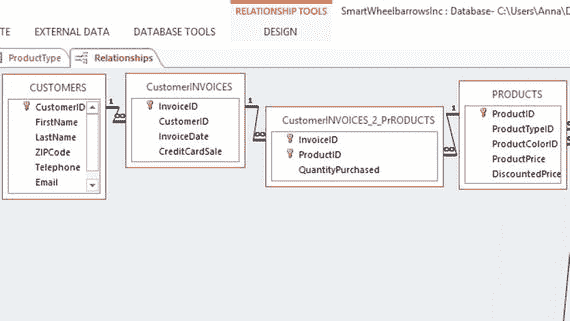 RELATIONSHIP TOOLS
SmartWheelbarrowsInc : Database- C:\Users\Anna\D
TE
EXTERNAL DATA
DATABASE TOOLS
DESIGN
ProductType
Relationships
CUSTOMERS
CustomerID
FirstName
LastName
ZIPCode
Telephone
Email
1
CustomerINVOICES
InvoiceID
CustomerID
InvoiceDate
CreditCardSale
1
CustomerINVOICES_2_PrRODUCTS
InvoiceID
ProductID
QuantityPurchased
1
PRODUCTS
ProductID
ProductTypeID
ProductColorID
ProductPrice
DiscountedPrice